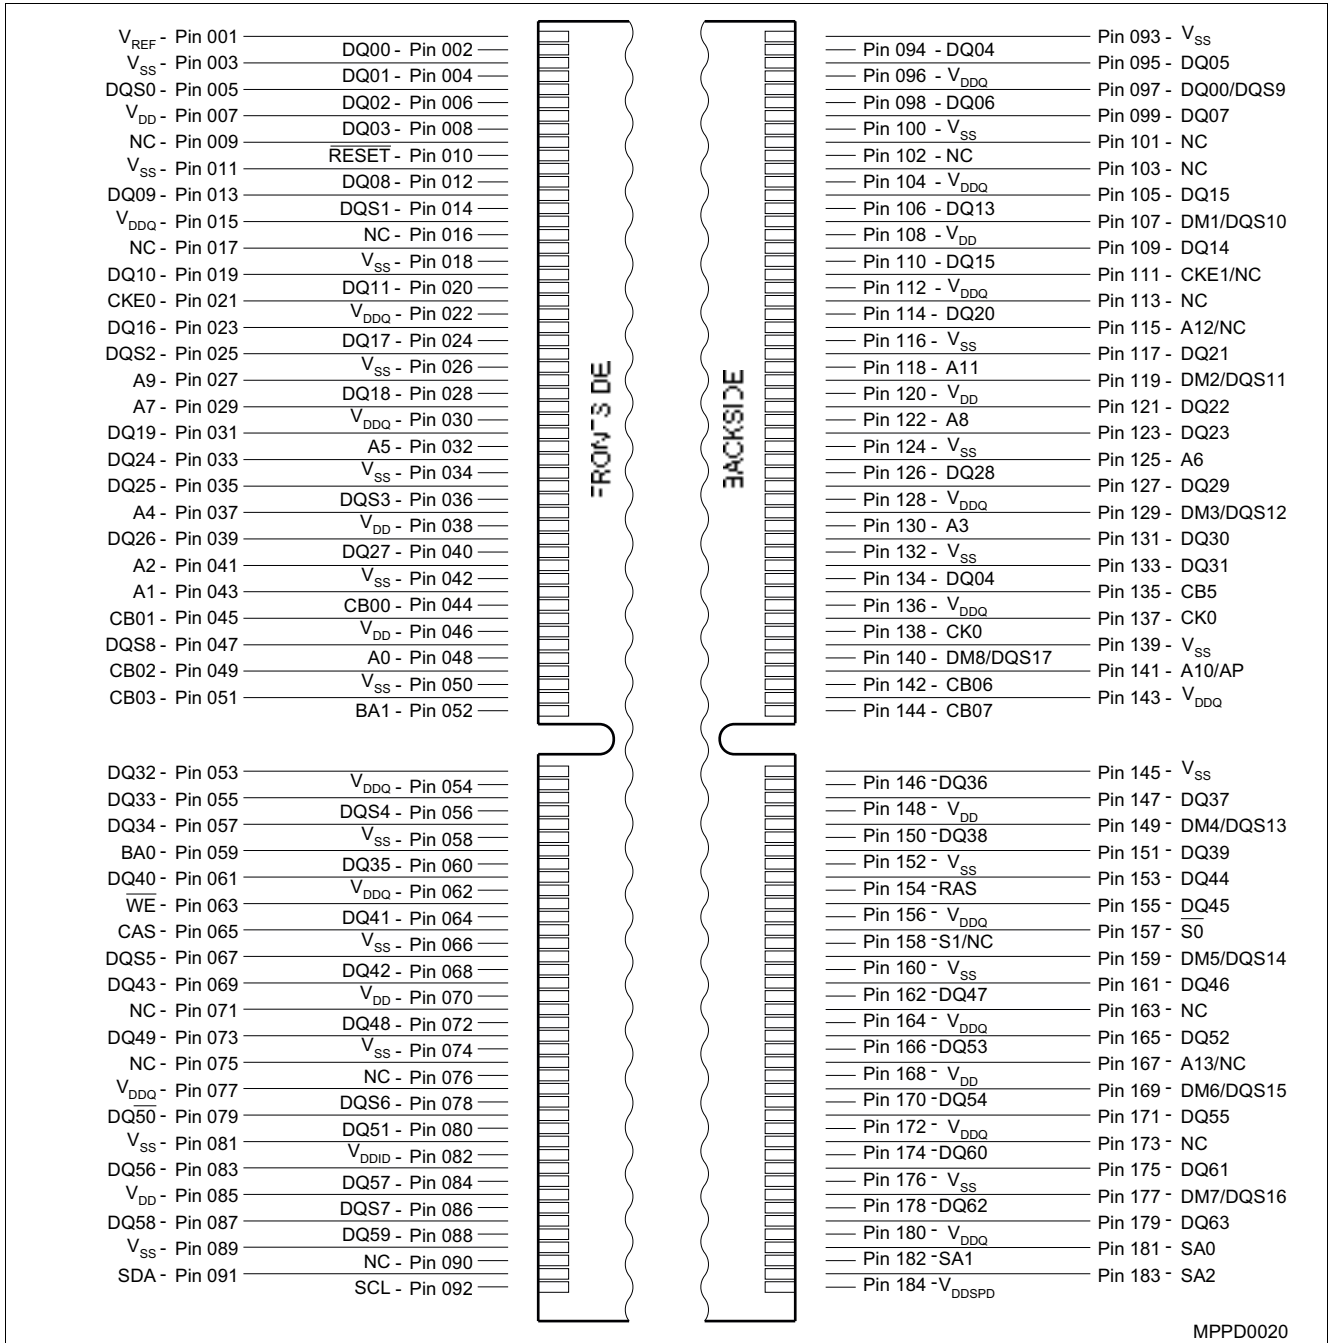 VREF - Pin 001
DQ00 - Pin 002
VSS - Pin 003
DQ01 - Pin 004
DQS0 - Pin 005
DQ02 - Pin 006
VDD - Pin 007
DQ03 - Pin 008
NC - Pin 009
RESET - Pin 010
VSS - Pin 011
DQ08 - Pin 012
DQ09 - Pin 013
DQS1 - Pin 014
VDDQ - Pin 015
NC - Pin 016
NC - Pin 017
VSS - Pin 018
DQ10 - Pin 019
DQ11 - Pin 020
CKE0 - Pin 021
VDDQ - Pin 022
DQ16 - Pin 023
DQ17 - Pin 024
DQS2 - Pin 025
VSS - Pin 026
A9 - Pin 027
DQ18 - Pin 028
A7 - Pin 029
VDDQ - Pin 030
DQ19 - Pin 031
A5 - Pin 032
DQ24 - Pin 033
VSS - Pin 034
DQ25 - Pin 035
DQS3 - Pin 036
A4 - Pin 037
VDD - Pin 038
DQ26 - Pin 039
DQ27 - Pin 040
A2 - Pin 041
VSS - Pin 042
A1 - Pin 043
CB00 - Pin 044
CB01 - Pin 045
VDD - Pin 046
DQS8 - Pin 047
A0 - Pin 048
CB02 - Pin 049
VSS - Pin 050
CB03 - Pin 051
BA1 - Pin 052
DQ32 - Pin 053
VDDQ - Pin 054
DQ33 - Pin 055
DQS4 - Pin 056
DQ34 - Pin 057
VSS - Pin 058
BA0 - Pin 059
DQ35 - Pin 060
DQ40 - Pin 061
VDDQ - Pin 062
WE - Pin 063
DQ41 - Pin 064
CAS - Pin 065
VSS - Pin 066
DQS5 - Pin 067
DQ42 - Pin 068
DQ43 - Pin 069
VDD - Pin 070
NC - Pin 071
DQ48 - Pin 072
DQ49 - Pin 073
VSS - Pin 074
NC - Pin 075
NC - Pin 076
VDDQ - Pin 077
DQS6 - Pin 078
DQ50 - Pin 079
DQ51 - Pin 080
VSS - Pin 081
VDDID - Pin 082
DQ56 - Pin 083
DQ57 - Pin 084
VDD - Pin 085
DQS7 - Pin 086
DQ58 - Pin 087
DQ59 - Pin 088
VSS - Pin 089
NC - Pin 090
SDA - Pin 091
SCL - Pin 092
FRONTSIDE
BACKSIDE
Pin 093 - VSS
Pin 094 - DQ04
Pin 095 - DQ05
Pin 096 - VDDQ
Pin 097 - DQ00/DQS9
Pin 098 - DQ06
Pin 099 - DQ07
Pin 100 - VSS
Pin 101 - NC
Pin 102 - NC
Pin 103 - NC
Pin 104 - VDDQ
Pin 105 - DQ15
Pin 106 - DQ13
Pin 107 - DM1/DQS10
Pin 108 - VDD
Pin 109 - DQ14
Pin 110 - DQ15
Pin 111 - CKE1/NC
Pin 112 - VDDQ
Pin 113 - NC
Pin 114 - DQ20
Pin 115 - A12/NC
Pin 116 - VSS
Pin 117 - DQ21
Pin 118 - A11
Pin 119 - DM2/DQS11
Pin 120 - VDD
Pin 121 - DQ22
Pin 122 - A8
Pin 123 - DQ23
Pin 124 - VSS
Pin 125 - A6
Pin 126 - DQ28
Pin 127 - DQ29
Pin 128 - VDDQ
Pin 129 - DM3/DQS12
Pin 130 - A3
Pin 131 - DQ30
Pin 132 - VSS
Pin 133 - DQ31
Pin 134 - DQ04
Pin 135 - CB5
Pin 136 - VDDQ
Pin 137 - CK0
Pin 138 - CK0
Pin 139 - VSS
Pin 140 - DM8/DQS17
Pin 141 - A10/AP
Pin 142 - CB06
Pin 143 - VDDQ
Pin 144 - CB07
Pin 145 - VSS
Pin 146 - DQ36
Pin 147 - DQ37
Pin 148 - VDD
Pin 149 - DM4/DQS13
Pin 150 - DQ38
Pin 151 - DQ39
Pin 152 - VSS
Pin 153 - DQ44
Pin 154 - RAS
Pin 155 - DQ45
Pin 156 - VDDQ
Pin 157 - S0
Pin 158 - S1/NC
Pin 159 - DM5/DQS14
Pin 160 - VSS
Pin 161 - DQ46
Pin 162 - DQ47
Pin 163 - NC
Pin 164 - VDDQ
Pin 165 - DQ52
Pin 166 - DQ53
Pin 167 - A13/NC
Pin 168 - VDD
Pin 169 - DM6/DQS15
Pin 170 - DQ54
Pin 171 - DQ55
Pin 172 - VDDQ
Pin 173 - NC
Pin 174 - DQ60
Pin 175 - DQ61
Pin 176 - VSS
Pin 177 - DM7/DQS16
Pin 178 - DQ62
Pin 179 - DQ63
Pin 180 - VDDQ
Pin 181 - SA0
Pin 182 - SA1
Pin 183 - SA2
Pin 184 - VDDSPD
MPPD0020